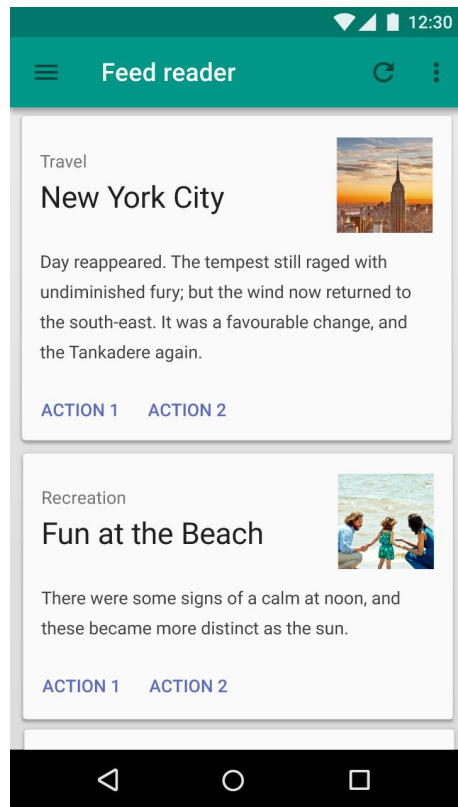 12:30
Feed reader
Travel
New York City
Day reappeared. The tempest still raged with
undiminished fury; but the wind now returned to
the south-east. It was a favourable change, and
the Tankadere again.
ACTION 1 ACTION 2
Recreation
Fun at the Beach
There were some signs of a calm at noon, and
these became more distinct as the sun.
ACTION 1 ACTION 2